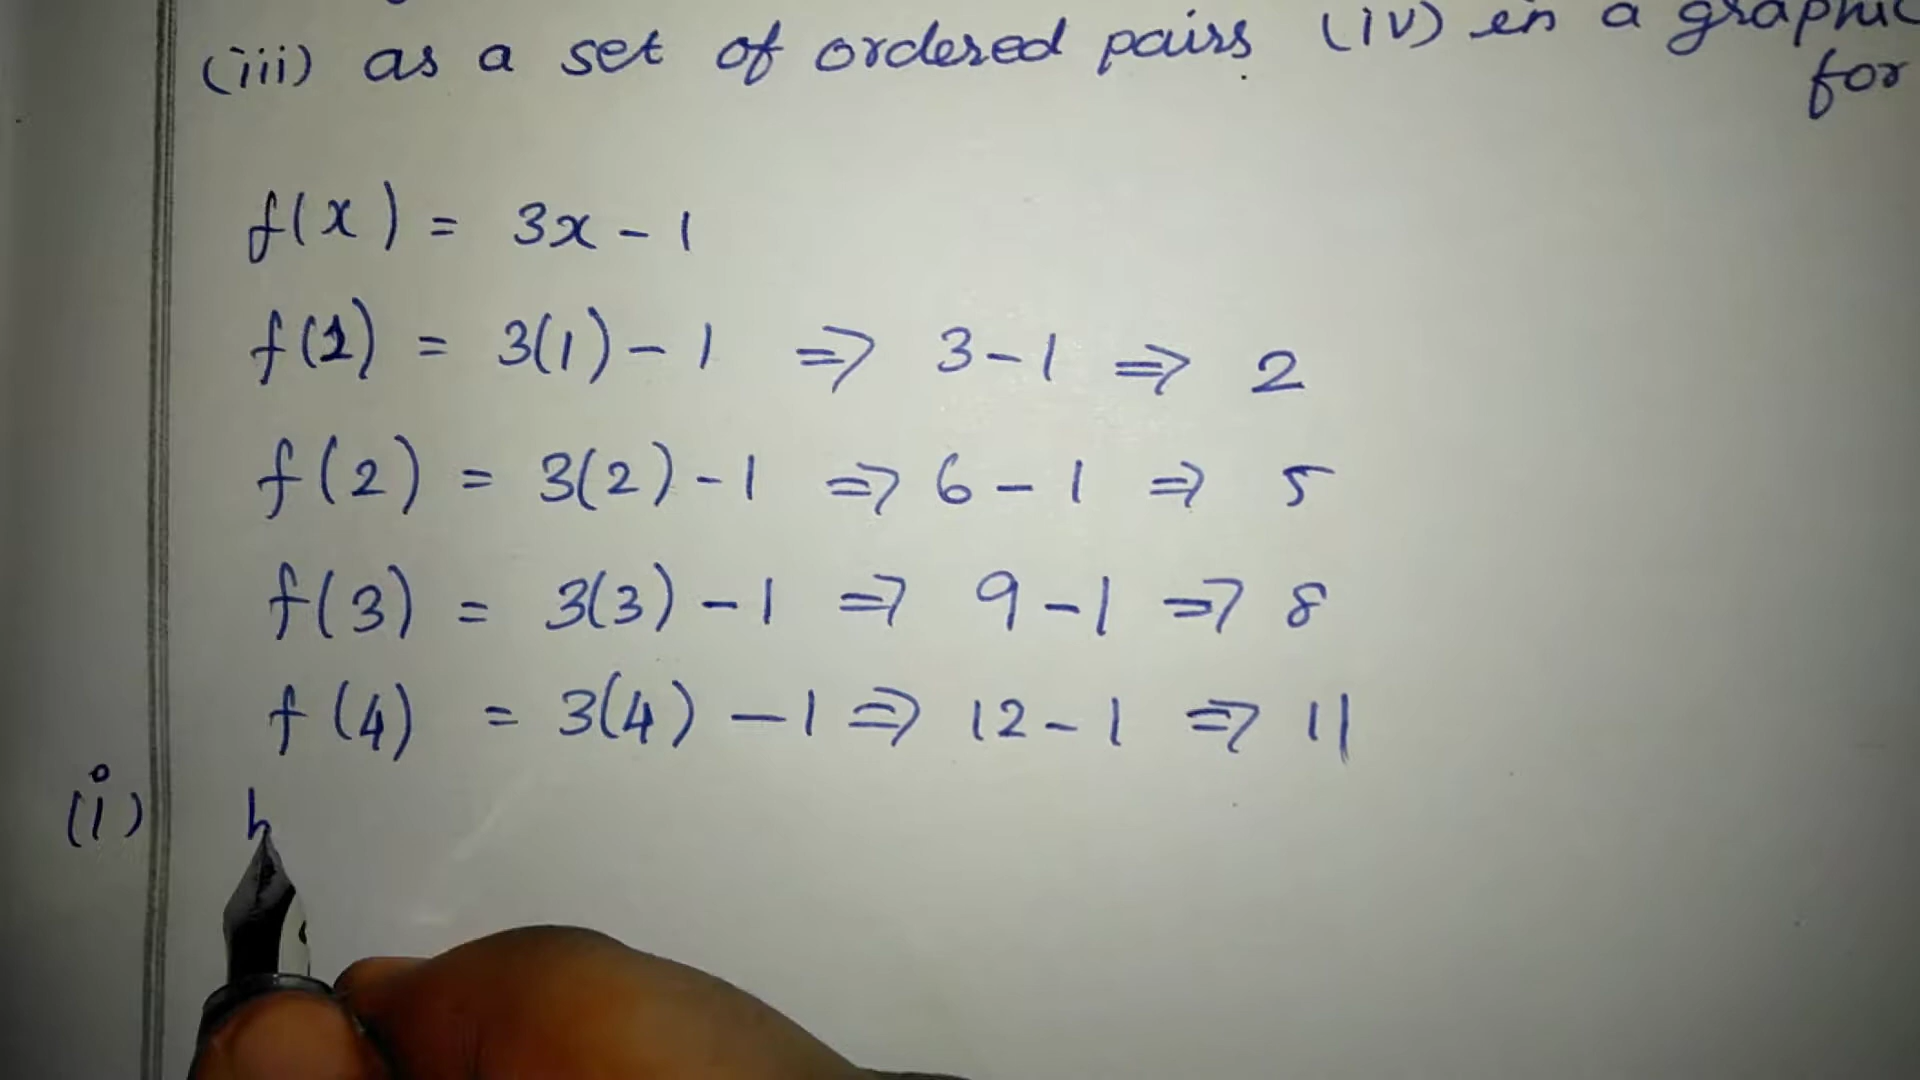 (iii) as a set of ordered pairs. (iv) in a graphic
for
f(x) = 3x - 1
f(1) = 3(1) - 1 ⇒ 3 - 1 ⇒ 2
f(2) = 3(2) - 1 ⇒ 6 - 1 ⇒ 5
f(3) = 3(3) - 1 ⇒ 9 - 1 ⇒ 8
f(4) = 3(4) - 1 ⇒ 12 - 1 ⇒ 11
(i)